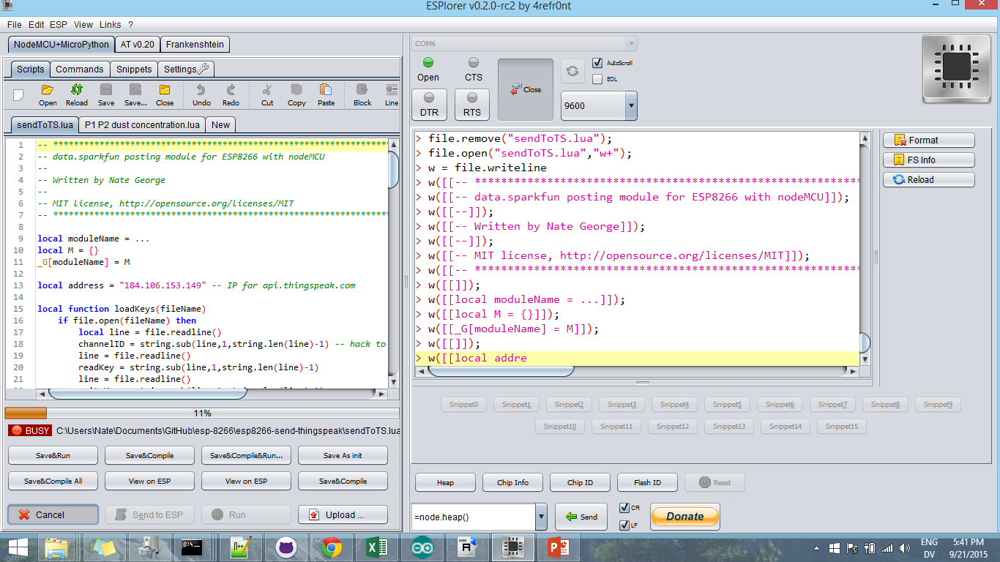 ESPlorer v0.2.0-rc2 by 4refr0nt
File Edit ESP View Links ?
NodeMCU+MicroPython AT v0.20 Frankenshtein
Scripts Commands Snippets Settings
Open Reload Save Save... Close Undo Redo Cut Copy Paste Block Line
sendToTS.lua P1 P2 dust concentration.lua New
1 -- *****************************************************************
2 -- data.sparkfun posting module for ESP8266 with nodeMCU
3 --
4 -- Written by Nate George
5 --
6 -- MIT license, http://opensource.org/licenses/MIT
7 -- *****************************************************************
8
9 local moduleName = ...
10 local M = {}
11 _G[moduleName] = M
12
13 local address = "184.106.153.149" -- IP for api.thingspeak.com
14
15 local function loadKeys(fileName)
16 if file.open(fileName) then
17 local line = file.readline()
18 channelID = string.sub(line,1,string.len(line)-1) -- hack to
19 line = file.readline()
20 readKey = string.sub(line,1,string.len(line)-1)
21 line = file.readline()
11%
BUSY C:\Users\Nate\Documents\GitHub\esp-8266\esp8266-send-thingspeak\sendToTS.lua
Save&Run Save&Compile Save&Compile&Run... Save As init
Save&Compile All View on ESP View on ESP Save&Compile
Cancel Send to ESP Run Upload ...
COM6
Open CTS
DTR RTS
Close
AutoScroll
EOL
9600
> file.remove("sendToTS.lua");
> file.open("sendToTS.lua","w+");
> w = file.writeline
> w([[-- **********************************************************
> w([[-- data.sparkfun posting module for ESP8266 with nodeMCU]]);
> w([[--]]);
> w([[-- Written by Nate George]]);
> w([[--]]);
> w([[-- MIT license, http://opensource.org/licenses/MIT]]);
> w([[-- **********************************************************
> w([[]]);
> w([[local moduleName = ...]]);
> w([[local M = {}]]);
> w([[_G[moduleName] = M]]);
> w([[]]);
> w([[local addre
Format
FS Info
Reload
Snippet0 Snippet1 Snippet2 Snippet3 Snippet4 Snippet5 Snippet6 Snippet7 Snippet8 Snippet9
Snippet10 Snippet11 Snippet12 Snippet13 Snippet14 Snippet15
Heap Chip Info Chip ID Flash ID Reset
=node.heap() Send CR LF Donate
ENG 5:41 PM
DV 9/21/2015